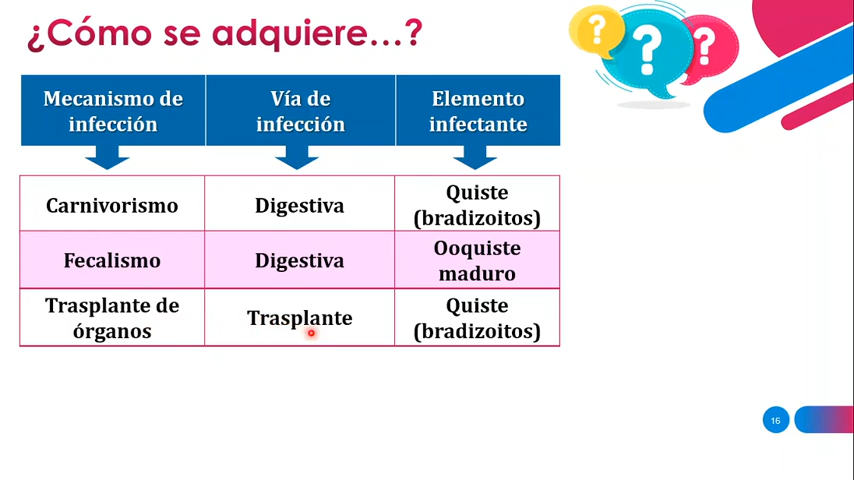 ¿Cómo se adquiere...?
? ? ?
Mecanismo de
infección
Vía de
infección
Elemento
infectante
Carnivorismo
Digestiva
Quiste
(bradizoitos)
Fecalismo
Digestiva
Ooquiste
maduro
Trasplante de
órganos
Trasplante
Quiste
(bradizoitos)
16